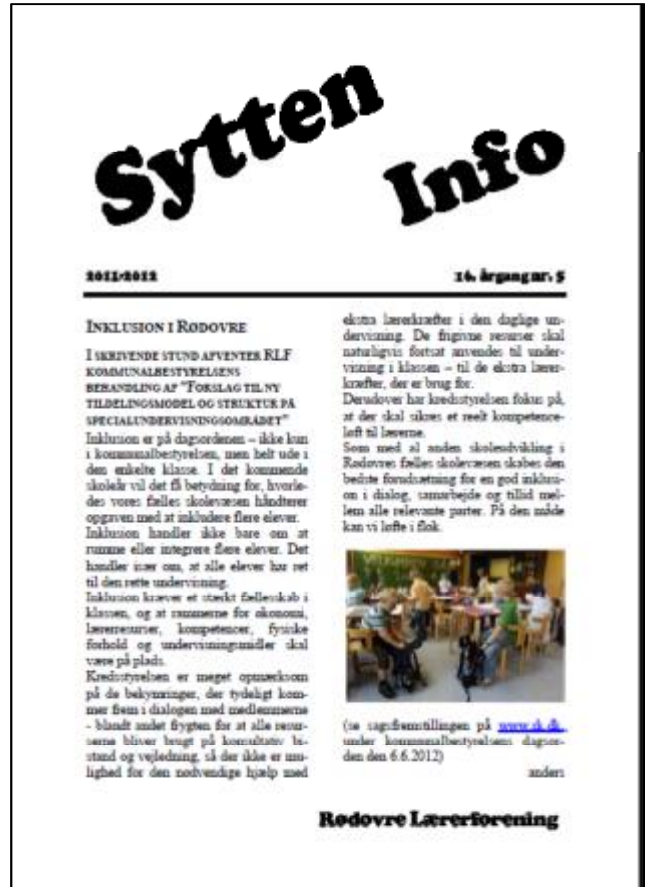 Sytten
Info
2011/2012
16. årgang nr. 5
INKLUSION I RØDOVRE
I SKRIVENDE STUND AFVENTER RLF
KOMMUNALBESTYRELSENS
BEHANDLING AF "FORSLAG TIL NY
TILDELINGSMODEL OG STRUKTUR PÅ
SPECIALUNDERVISNINGSOMRÅDET"
Inklusion er på dagsordenen – ikke kun
i kommunalbestyrelsen, men helt ude i
den enkelte klasse. I det kommende
skoleår vil det få betydning for, hvorle-
des vores fælles skolevæsen håndterer
opgaven med at inkludere flere elever.
Inklusion handler ikke bare om at
rumme eller integrere flere elever. Det
handler især om, at alle elever har ret
til den rette undervisning.
Inklusion kræver et stærkt fællesskab i
klassen, og at rammerne for økonomi,
lærerresurser, kompetencer, fysiske
forhold og undervisningsmidler skal
være på plads.
Kredsstyrelsen er meget opmærksom
på de bekymringer, der tydeligt kom-
mer frem i dialogen med medlemmerne
- blandt andet frygten for at alle resur-
serne bliver brugt på konsultativ bi-
stand og vejledning, så der ikke er mu-
lighed for den nødvendige hjælp med
ekstra lærerkræfter i den daglige un-
dervisning. De frigivne resurser skal
naturligvis fortsat anvendes til under-
visning i klassen – til de ekstra lærer-
kræfter, der er brug for.
Derudover har kredsstyrelsen fokus på,
at der skal sikres et reelt kompetence-
løft til lærerne.
Som med al anden skoleudvikling i
Rødovres fælles skolevæsen skabes den
bedste forudsætning for en god inklusi-
on i dialog, samarbejde og tillid mel-
lem alle relevante parter. På den måde
kan vi løfte i flok.
(se sagsfremstillingen på www.rk.dk,
under kommunalbestyrelsens dagsor-
den den 6.6.2012)
anders
Rødovre Lærerforening